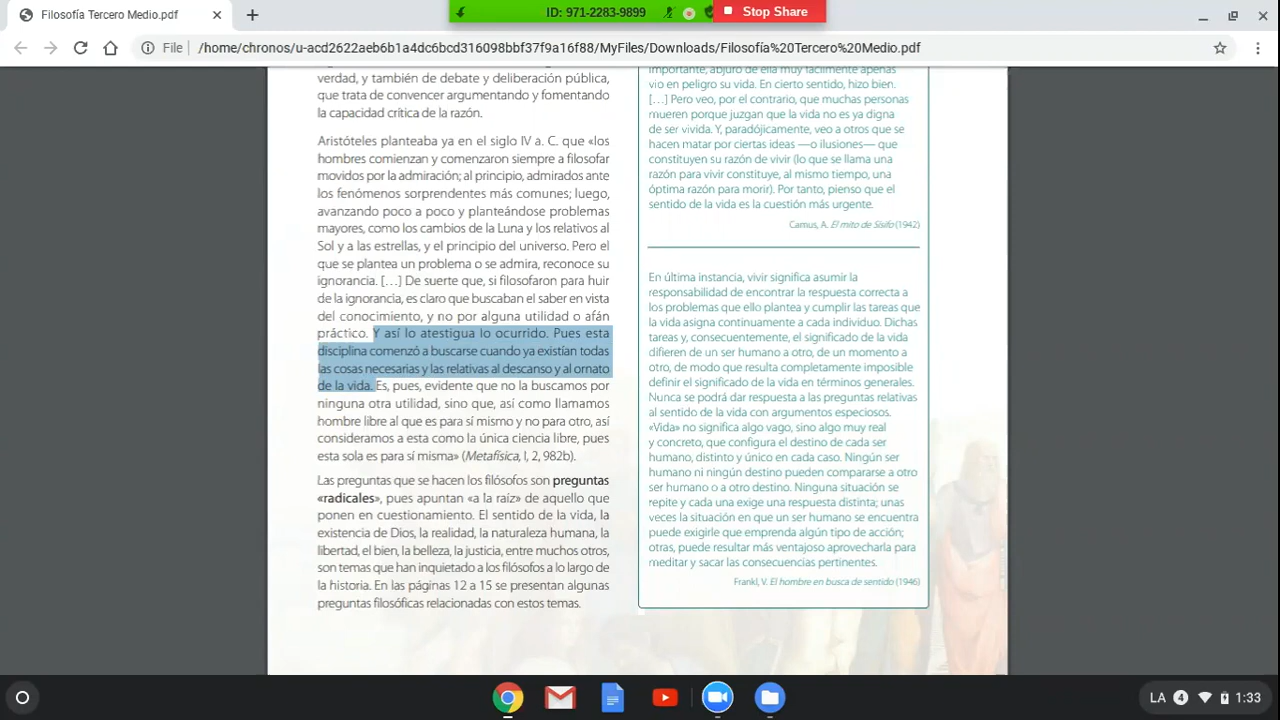 Filosofía Tercero Medio.pdf
ID: 971-2283-9899
Stop Share
File
/home/chronos/u-acd2622aeb6b1a4dc6bcd316098bbf37f9a16f88/MyFiles/Downloads/Filosofía%20Tercero%20Medio.pdf
verdad, y también de debate y deliberación pública,
que trata de convencer argumentando y fomentando
la capacidad crítica de la razón.
Aristóteles planteaba ya en el siglo IV a. C. que «los
hombres comienzan y comenzaron siempre a filosofar
movidos por la admiración; al principio, admirados ante
los fenómenos sorprendentes más comunes; luego,
avanzando poco a poco y planteándose problemas
mayores, como los cambios de la Luna y los relativos al
Sol y a las estrellas, y el principio del universo. Pero el
que se plantea un problema o se admira, reconoce su
ignorancia. […] De suerte que, si filosofaron para huir
de la ignorancia, es claro que buscaban el saber en vista
del conocimiento, y no por alguna utilidad o afán
práctico. Y así lo atestigua lo ocurrido. Pues esta
disciplina comenzó a buscarse cuando ya existían todas
las cosas necesarias y las relativas al descanso y al ornato
de la vida. Es, pues, evidente que no la buscamos por
ninguna otra utilidad, sino que, así como llamamos
hombre libre al que es para sí mismo y no para otro, así
consideramos a esta como la única ciencia libre, pues
esta sola es para sí misma» (Metafísica, I, 2, 982b).
Las preguntas que se hacen los filósofos son preguntas
«radicales», pues apuntan «a la raíz» de aquello que
ponen en cuestionamiento. El sentido de la vida, la
existencia de Dios, la realidad, la naturaleza humana, la
libertad, el bien, la belleza, la justicia, entre muchos otros,
son temas que han inquietado a los filósofos a lo largo de
la historia. En las páginas 12 a 15 se presentan algunas
preguntas filosóficas relacionadas con estos temas.
importante, abjuró de ella muy fácilmente apenas
vio en peligro su vida. En cierto sentido, hizo bien.
[…] Pero veo, por el contrario, que muchas personas
mueren porque juzgan que la vida no es ya digna
de ser vivida. Y, paradójicamente, veo a otros que se
hacen matar por ciertas ideas —o ilusiones— que
constituyen su razón de vivir (lo que se llama una
razón para vivir constituye, al mismo tiempo, una
óptima razón para morir). Por tanto, pienso que el
sentido de la vida es la cuestión más urgente.
Camus, A. El mito de Sísifo (1942)
En última instancia, vivir significa asumir la
responsabilidad de encontrar la respuesta correcta a
los problemas que ello plantea y cumplir las tareas que
la vida asigna continuamente a cada individuo. Dichas
tareas y, consecuentemente, el significado de la vida
difieren de un ser humano a otro, de un momento a
otro, de modo que resulta completamente imposible
definir el significado de la vida en términos generales.
Nunca se podrá dar respuesta a las preguntas relativas
al sentido de la vida con argumentos especiosos.
«Vida» no significa algo vago, sino algo muy real
y concreto, que configura el destino de cada ser
humano, distinto y único en cada caso. Ningún ser
humano ni ningún destino pueden compararse a otro
ser humano o a otro destino. Ninguna situación se
repite y cada una exige una respuesta distinta; unas
veces la situación en que un ser humano se encuentra
puede exigirle que emprenda algún tipo de acción;
otras, puede resultar más ventajoso aprovecharla para
meditar y sacar las consecuencias pertinentes.
Frankl, V. El hombre en busca de sentido (1946)
LA 4 1:33